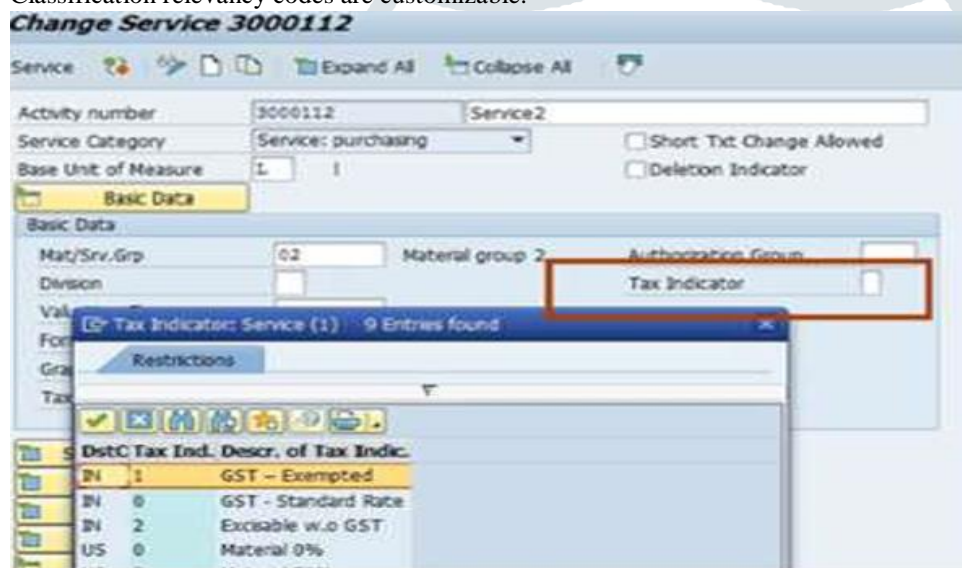 Classification relevancy codes are customizable.
Change Service 3000112
Service Expand All Collapse All
Activity number 3000112 Service2
Service Category Service: purchasing Short Txt Change Allowed
Base Unit of Measure L l Deletion Indicator
Basic Data
Basic Data
Mat/Srv.Grp 02 Material group 2 Authorization Group
Division Tax Indicator
Val
For
Gra
Tax
Tax Indicator: Service (1) 9 Entries found
Restrictions
DstC Tax Ind. Descr. of Tax Indic.
IN 1 GST – Exempted
IN 0 GST - Standard Rate
IN 2 Excisable w.o GST
US 0 Material 0%